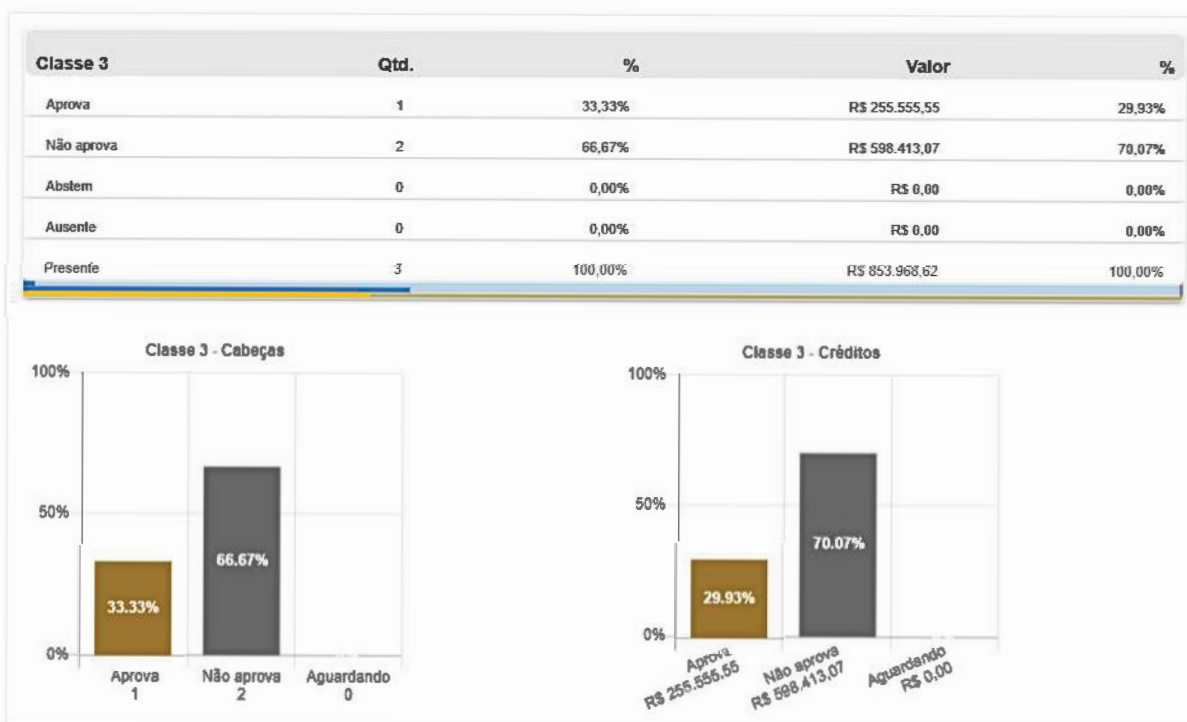 Classe 3 Qtd. % Valor %
Aprova 1 33,33% R$ 255.555,55 29,93%
Não aprova 2 66,67% R$ 598.413,07 70,07%
Abstem 0 0,00% R$ 0,00 0,00%
Ausente 0 0,00% R$ 0,00 0,00%
Presente 3 100,00% R$ 853.968,62 100,00%
Classe 3 - Cabeças
100%
50%
0%
33.33%
66.67%
Aprova Não aprova Aguardando
1 2 0
Classe 3 - Créditos
100%
50%
0%
29.93%
70.07%
Aprova
R$ 255.555,55
Não aprova
R$ 598.413,07
Aguardando
R$ 0,00